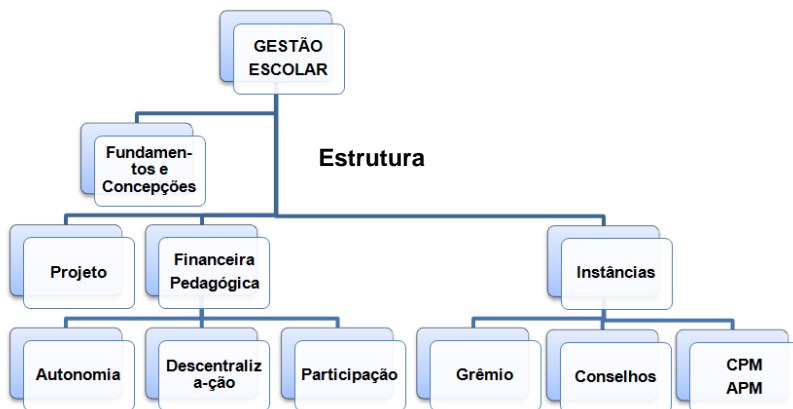 GESTÃO
ESCOLAR
Fundamen-
tos e
Concepções
Estrutura
Projeto
Financeira
Pedagógica
Instâncias
Autonomia
Descentraliz
a-ção
Participação
Grêmio
Conselhos
CPM
APM